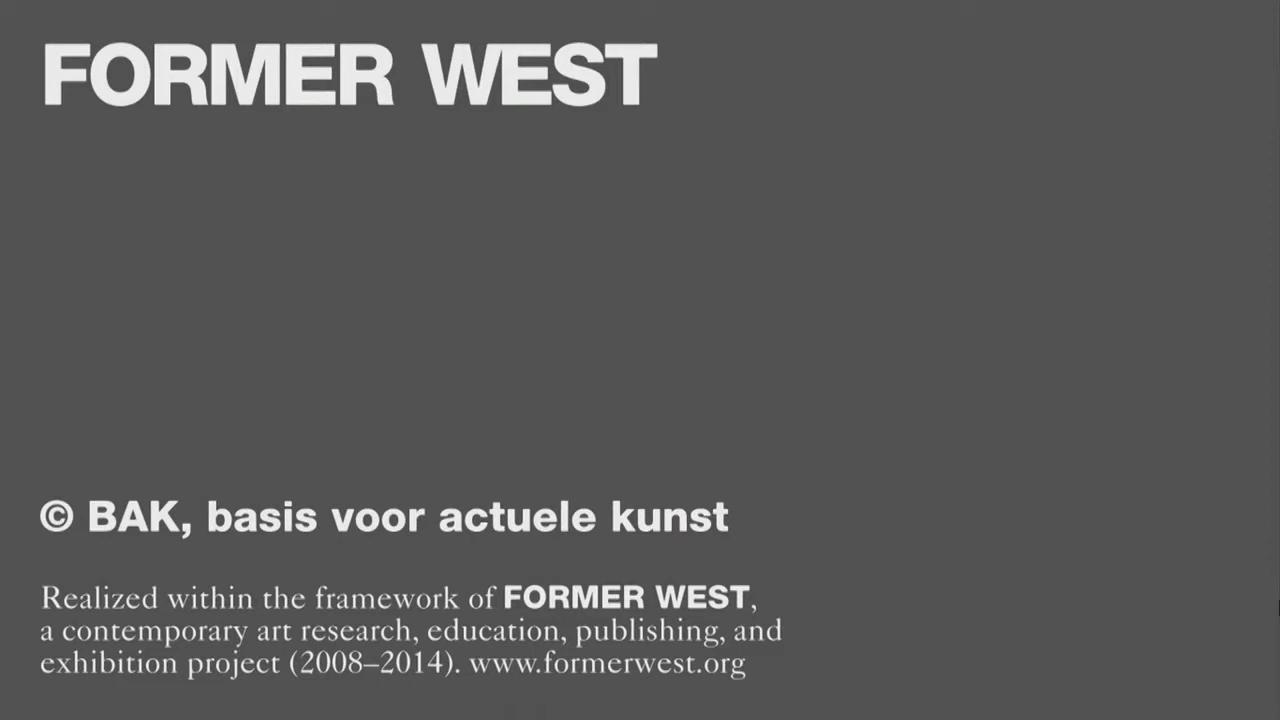 FORMER WEST
© BAK, basis voor actuele kunst
Realized within the framework of FORMER WEST,
a contemporary art research, education, publishing, and
exhibition project (2008–2014). www.formerwest.org